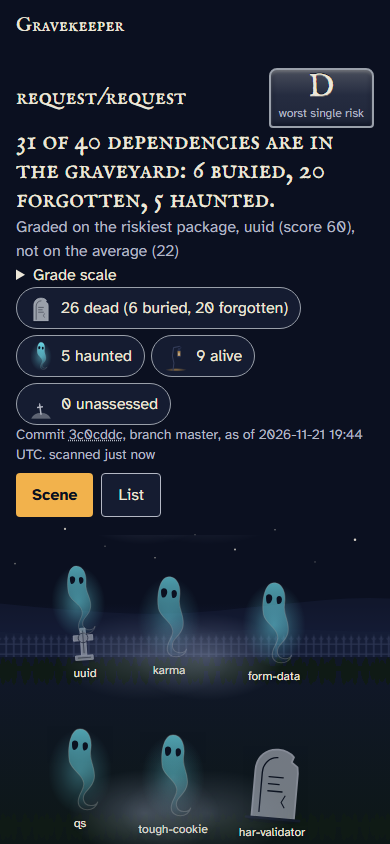 Gravekeeper
request/request
D
worst single risk
31 of 40 dependencies are in
the graveyard: 6 buried, 20
forgotten, 5 haunted.
Graded on the riskiest package, uuid (score 60),
not on the average (22)
Grade scale
26 dead (6 buried, 20 forgotten)
5 haunted
9 alive
0 unassessed
Commit 3c0cddc, branch master, as of 2026-11-21 19:44
UTC. scanned just now
Scene
List
uuid
karma
form-data
qs
tough-cookie
har-validator